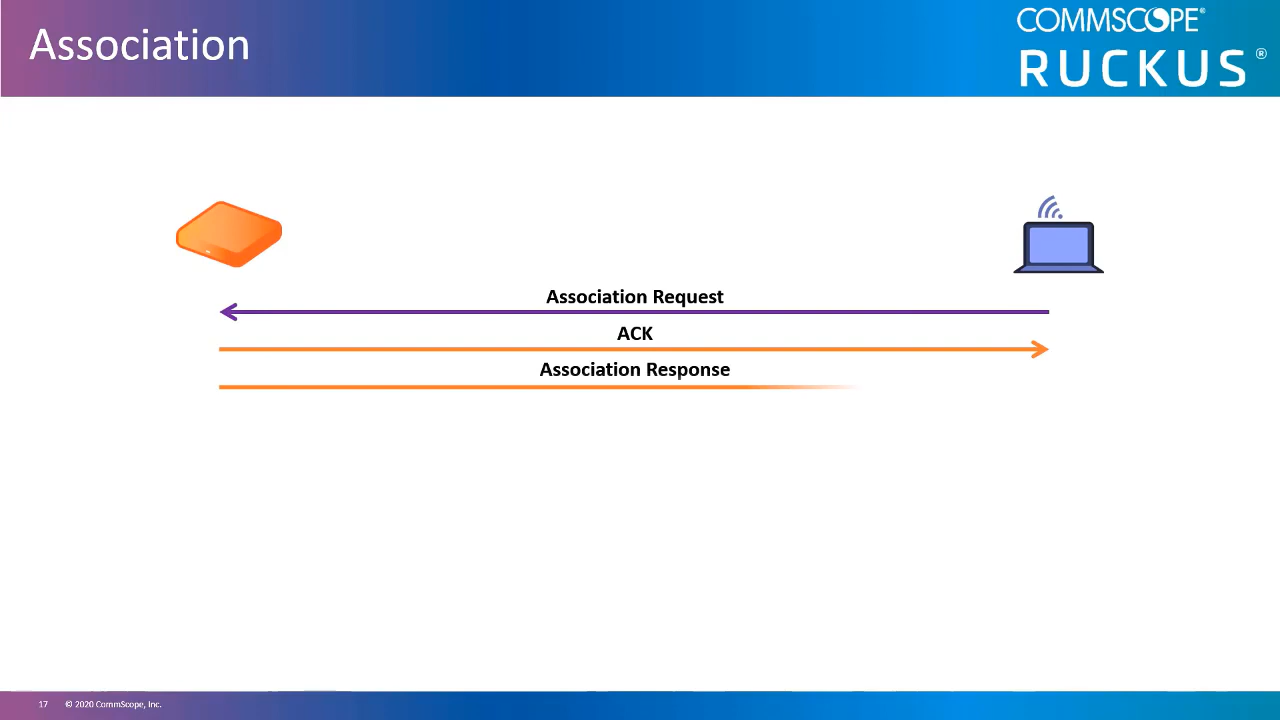 Association
COMMSCOPE®
RUCKUS®
Association Request
ACK
Association Response
17 © 2020 CommScope, Inc.